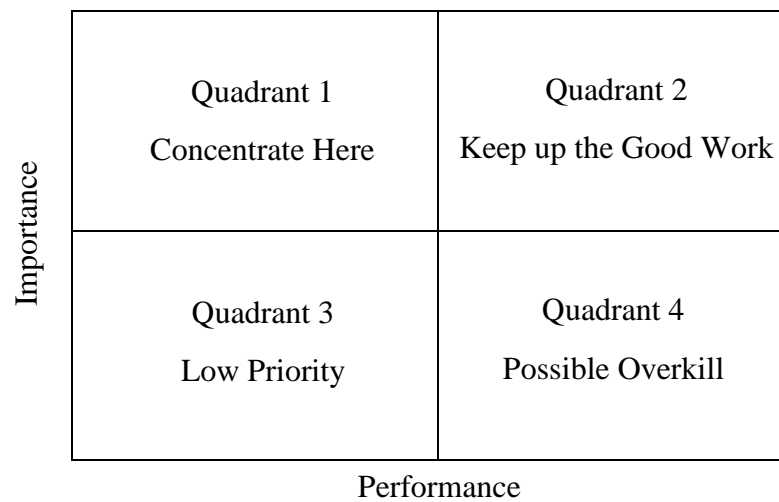 Importance
Quadrant 1
Concentrate Here
Quadrant 2
Keep up the Good Work
Quadrant 3
Low Priority
Quadrant 4
Possible Overkill
Performance